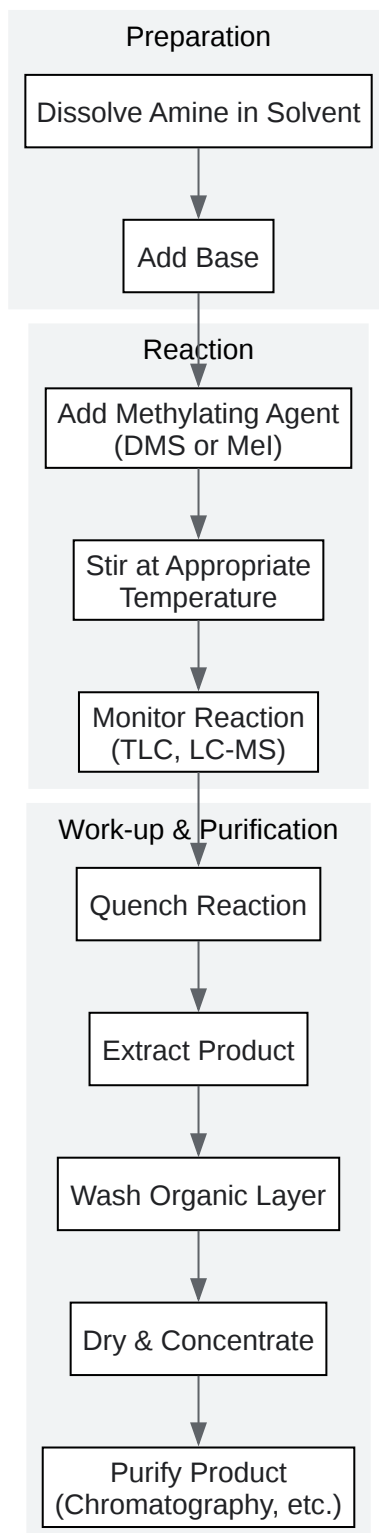 Preparation
Dissolve Amine in Solvent
Add Base
Reaction
Add Methylating Agent
(DMS or MeI)
Stir at Appropriate
Temperature
Monitor Reaction
(TLC, LC-MS)
Work-up & Purification
Quench Reaction
Extract Product
Wash Organic Layer
Dry & Concentrate
Purify Product
(Chromatography, etc.)